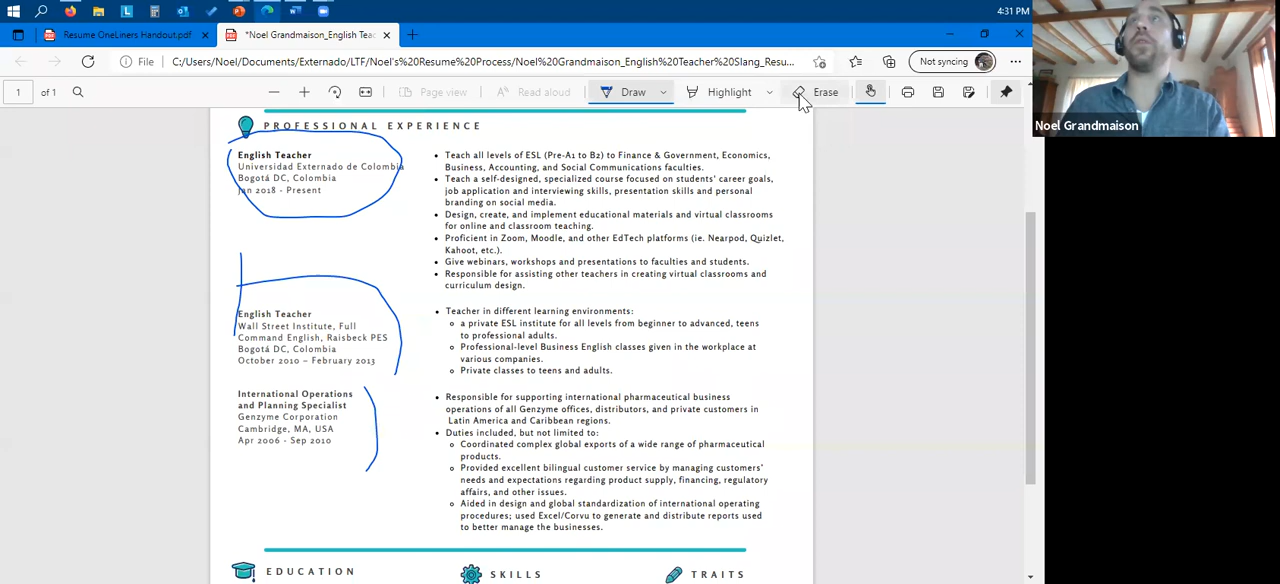 4:31 PM
Resume OneLiners Handout.pdf
*Noel Grandmaison_English Teac
File
C:/Users/Noel/Documents/Externado/LTF/Noel's%20Resume%20Process/Noel%20Grandmaison_English%20Teacher%20Slang_Resu...
Not syncing
1 of 1
Page view
Read aloud
Draw
Highlight
Erase
Noel Grandmaison
PROFESSIONAL EXPERIENCE
English Teacher
Universidad Externado de Colombia
Bogotá DC, Colombia
Jan 2018 - Present
• Teach all levels of ESL (Pre-A1 to B2) to Finance & Government, Economics,
Business, Accounting, and Social Communications faculties.
• Teach a self-designed, specialized course focused on students' career goals,
job application and interviewing skills, presentation skills and personal
branding on social media.
• Design, create, and implement educational materials and virtual classrooms
for online and classroom teaching.
• Proficient in Zoom, Moodle, and other EdTech platforms (ie. Nearpod, Quizlet,
Kahoot, etc.).
• Give webinars, workshops and presentations to faculties and students.
• Responsible for assisting other teachers in creating virtual classrooms and
curriculum design.
English Teacher
Wall Street Institute, Full
Command English, Raisbeck PES
Bogotá DC, Colombia
October 2010 – February 2013
• Teacher in different learning environments:
a private ESL institute for all levels from beginner to advanced, teens
to professional adults.
Professional-level Business English classes given in the workplace at
various companies.
Private classes to teens and adults.
International Operations
and Planning Specialist
Genzyme Corporation
Cambridge, MA, USA
Apr 2006 - Sep 2010
• Responsible for supporting international pharmaceutical business
operations of all Genzyme offices, distributors, and private customers in
Latin America and Caribbean regions.
• Duties included, but not limited to:
Coordinated complex global exports of a wide range of pharmaceutical
products.
Provided excellent bilingual customer service by managing customers'
needs and expectations regarding product supply, financing, regulatory
affairs, and other issues.
Aided in design and global standardization of international operating
procedures; used Excel/Corvu to generate and distribute reports used
to better manage the businesses.
EDUCATION
SKILLS
TRAITS